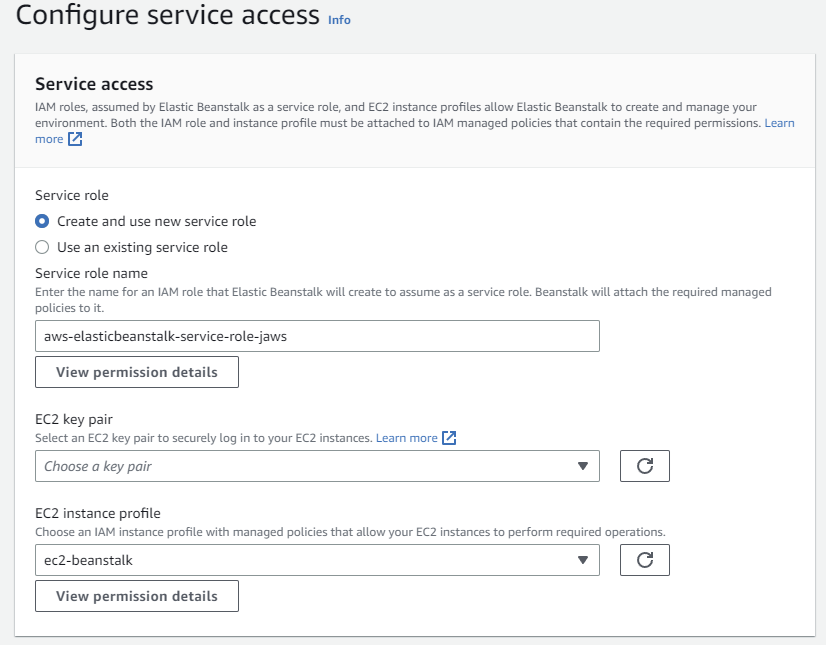 Configure service access Info
Service access
IAM roles, assumed by Elastic Beanstalk as a service role, and EC2 instance profiles allow Elastic Beanstalk to create and manage your
environment. Both the IAM role and instance profile must be attached to IAM managed policies that contain the required permissions. Learn
more
Service role
Create and use new service role
Use an existing service role
Service role name
Enter the name for an IAM role that Elastic Beanstalk will create to assume as a service role. Beanstalk will attach the required managed
policies to it.
aws-elasticbeanstalk-service-role-jaws
View permission details
EC2 key pair
Select an EC2 key pair to securely log in to your EC2 instances. Learn more
Choose a key pair
EC2 instance profile
Choose an IAM instance profile with managed policies that allow your EC2 instances to perform required operations.
ec2-beanstalk
View permission details